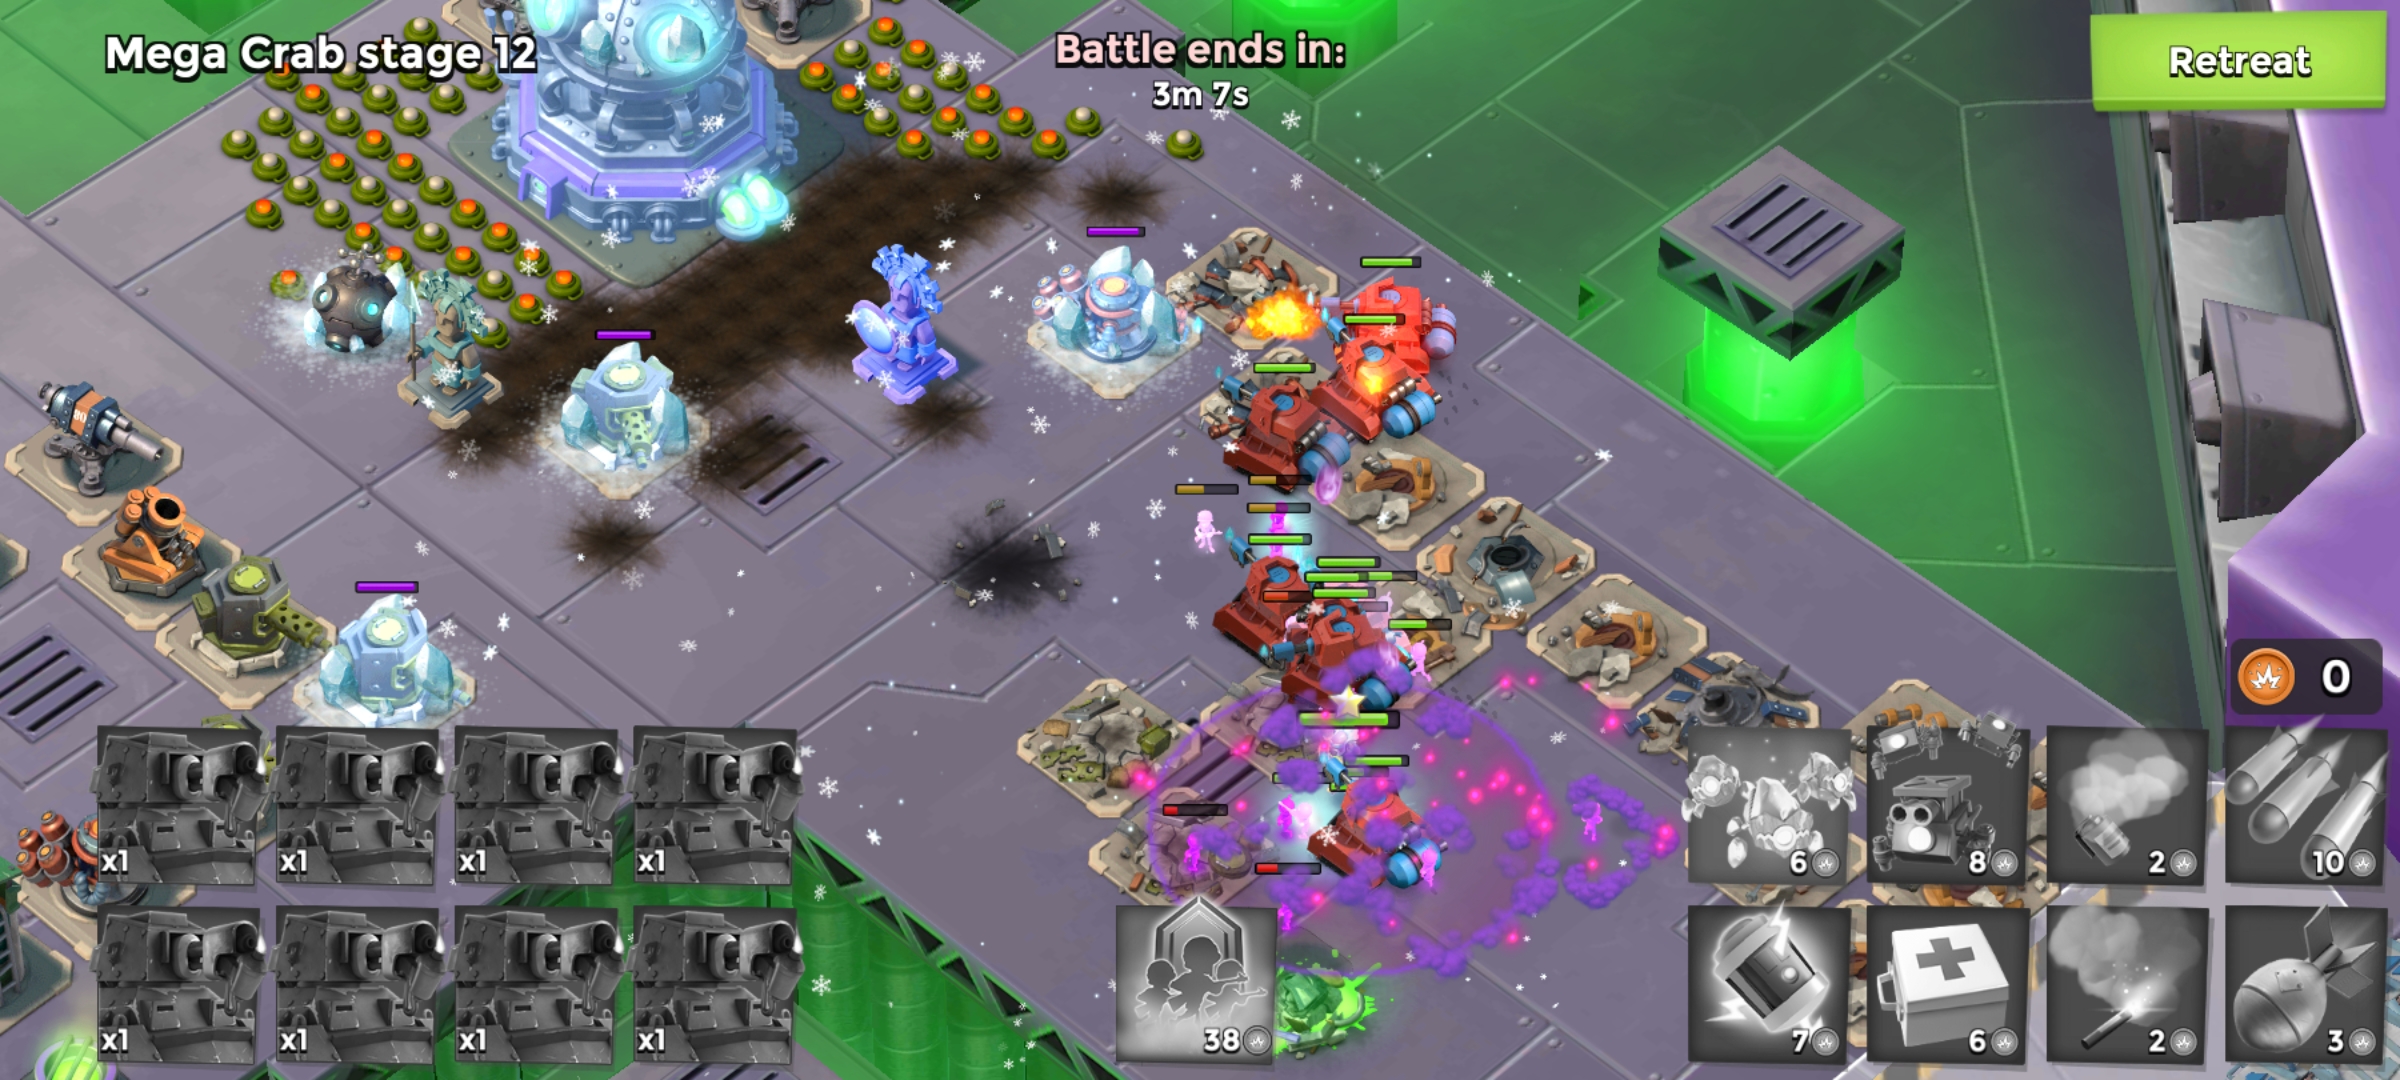 Mega Crab stage 12
Battle ends in:
3m 7s
Retreat
0
x1
x1
x1
x1
6
8
2
10
x1
x1
x1
x1
38
7
6
2
3